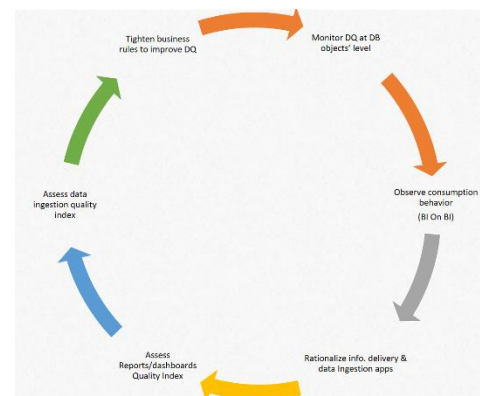 Tighten business
rules to improve DQ
Monitor DQ at DB
objects' level
Observe consumption
behavior
(BI On BI)
Rationalize info. delivery &
data Ingestion apps
Assess
Reports/dashboards
Quality Index
Assess data
ingestion quality
index